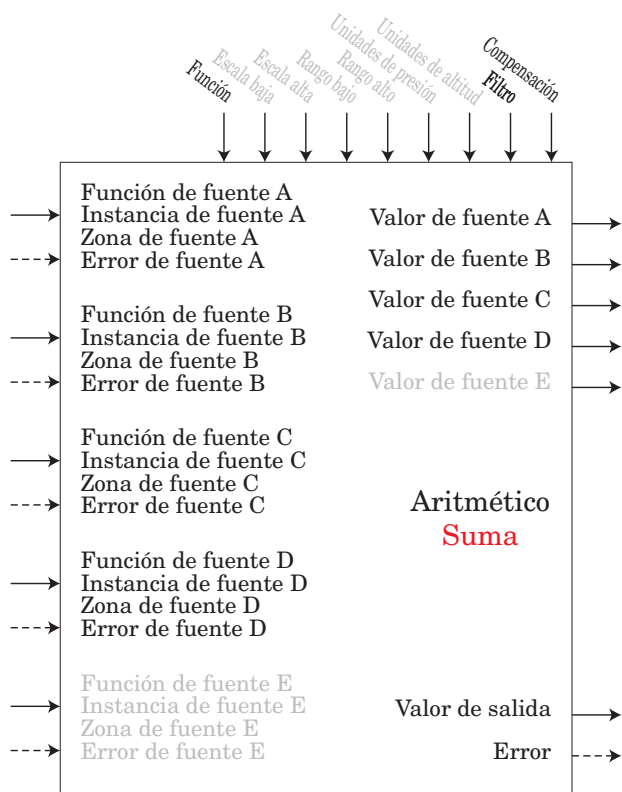 Función
Escala baja
Escala alta
Rango bajo
Rango alto
Unidades de presión
Unidades de altitud
Filtro
Compensación
Función de fuente A
Instancia de fuente A
Zona de fuente A
Error de fuente A
Función de fuente B
Instancia de fuente B
Zona de fuente B
Error de fuente B
Función de fuente C
Instancia de fuente C
Zona de fuente C
Error de fuente C
Función de fuente D
Instancia de fuente D
Zona de fuente D
Error de fuente D
Función de fuente E
Instancia de fuente E
Zona de fuente E
Error de fuente E
Valor de fuente A
Valor de fuente B
Valor de fuente C
Valor de fuente D
Valor de fuente E
Aritmético
Suma
Valor de salida
Error